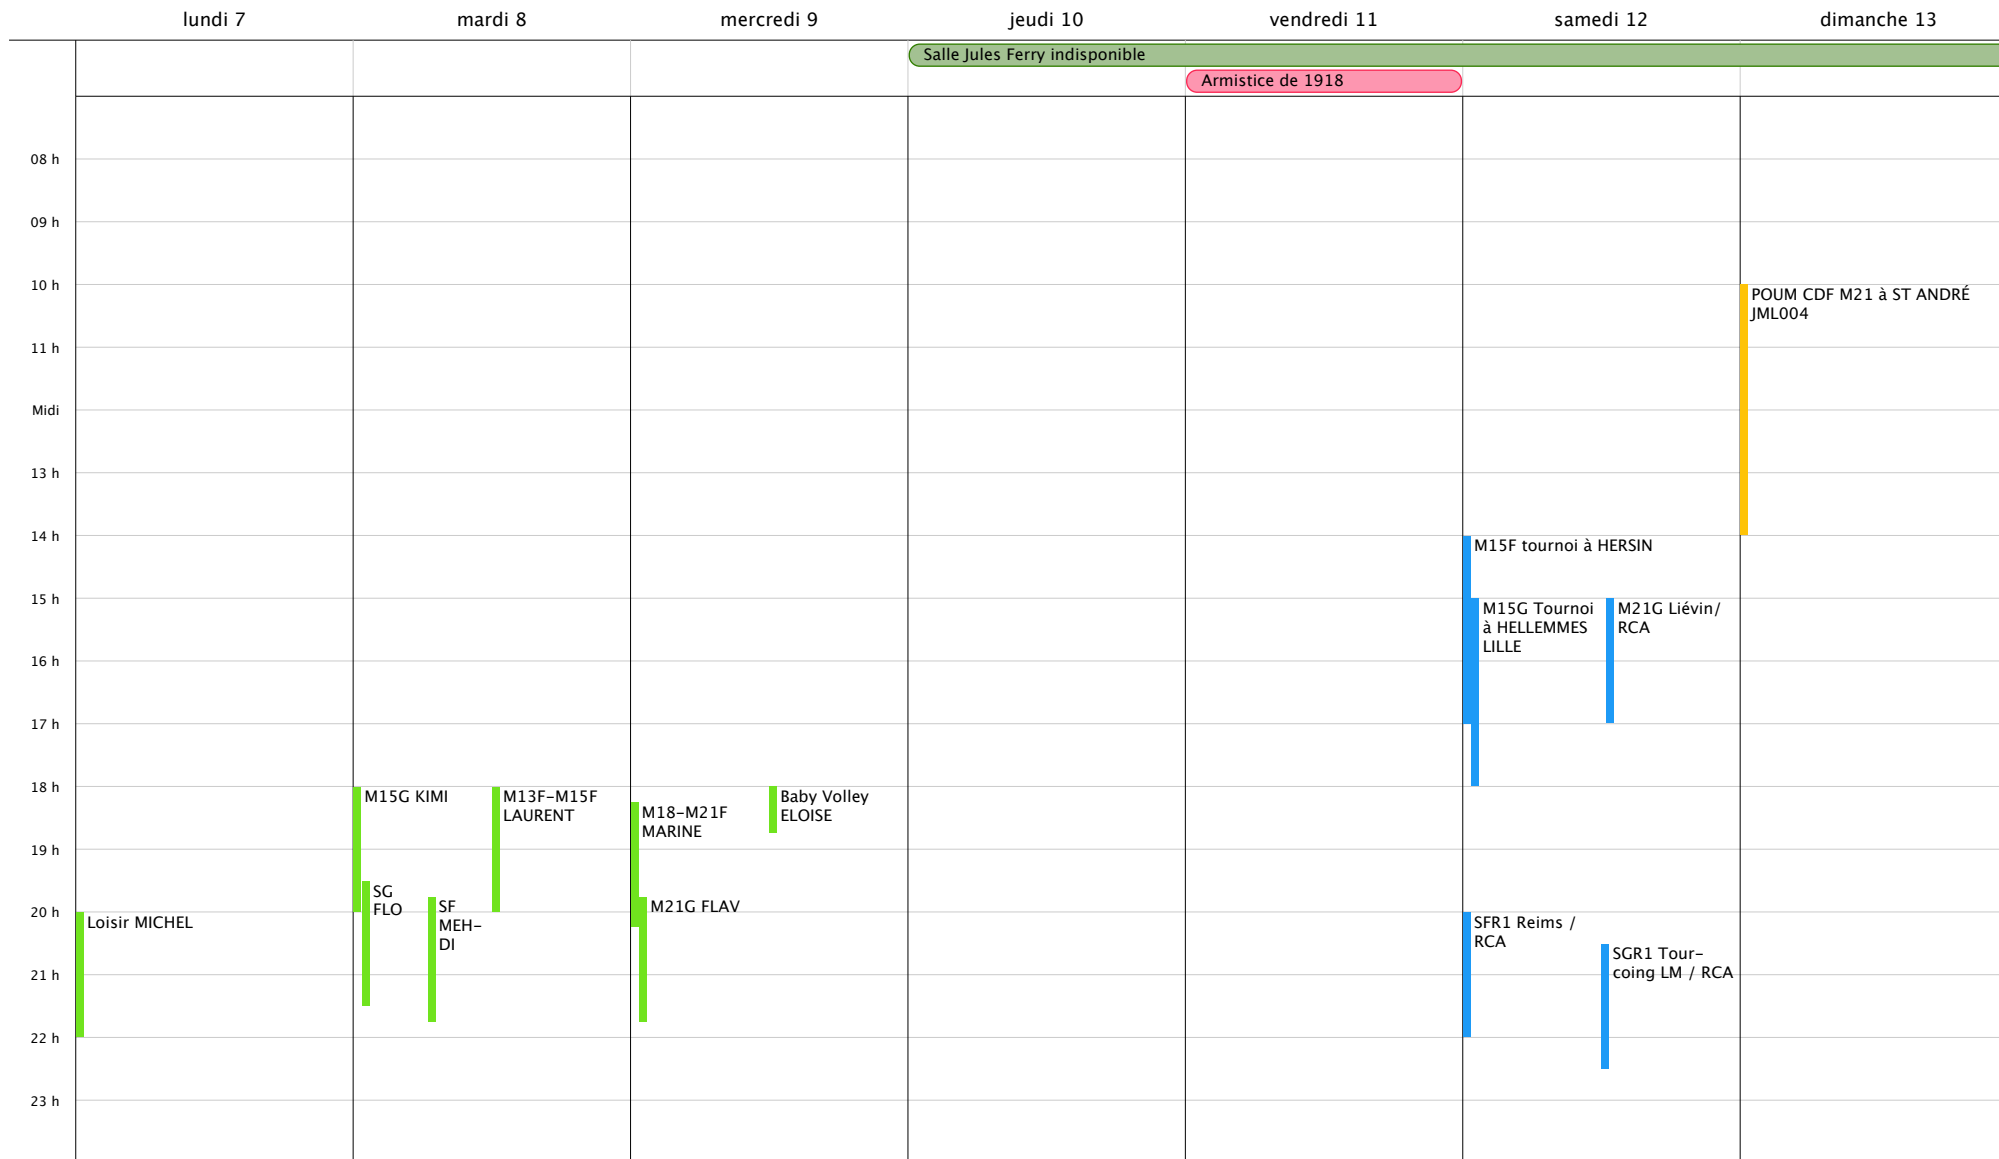 lundi 7
mardi 8
mercredi 9
jeudi 10
vendredi 11
samedi 12
dimanche 13
Salle Jules Ferry indisponible
Armistice de 1918
08 h
09 h
10 h
11 h
Midi
13 h
14 h
15 h
16 h
17 h
18 h
19 h
20 h
21 h
22 h
23 h
Loisir MICHEL
M15G KIMI
SG
FLO
SF
MEH-
DI
M13F-M15F
LAURENT
M18-M21F
MARINE
M21G FLAV
Baby Volley
ELOISE
M15F tournoi à HERSIN
M15G Tournoi
à HELLEMMES
LILLE
M21G Liévin/
RCA
SFR1 Reims /
RCA
SGR1 Tour-
coing LM / RCA
POUM CDF M21 à ST ANDRÉ
JML004